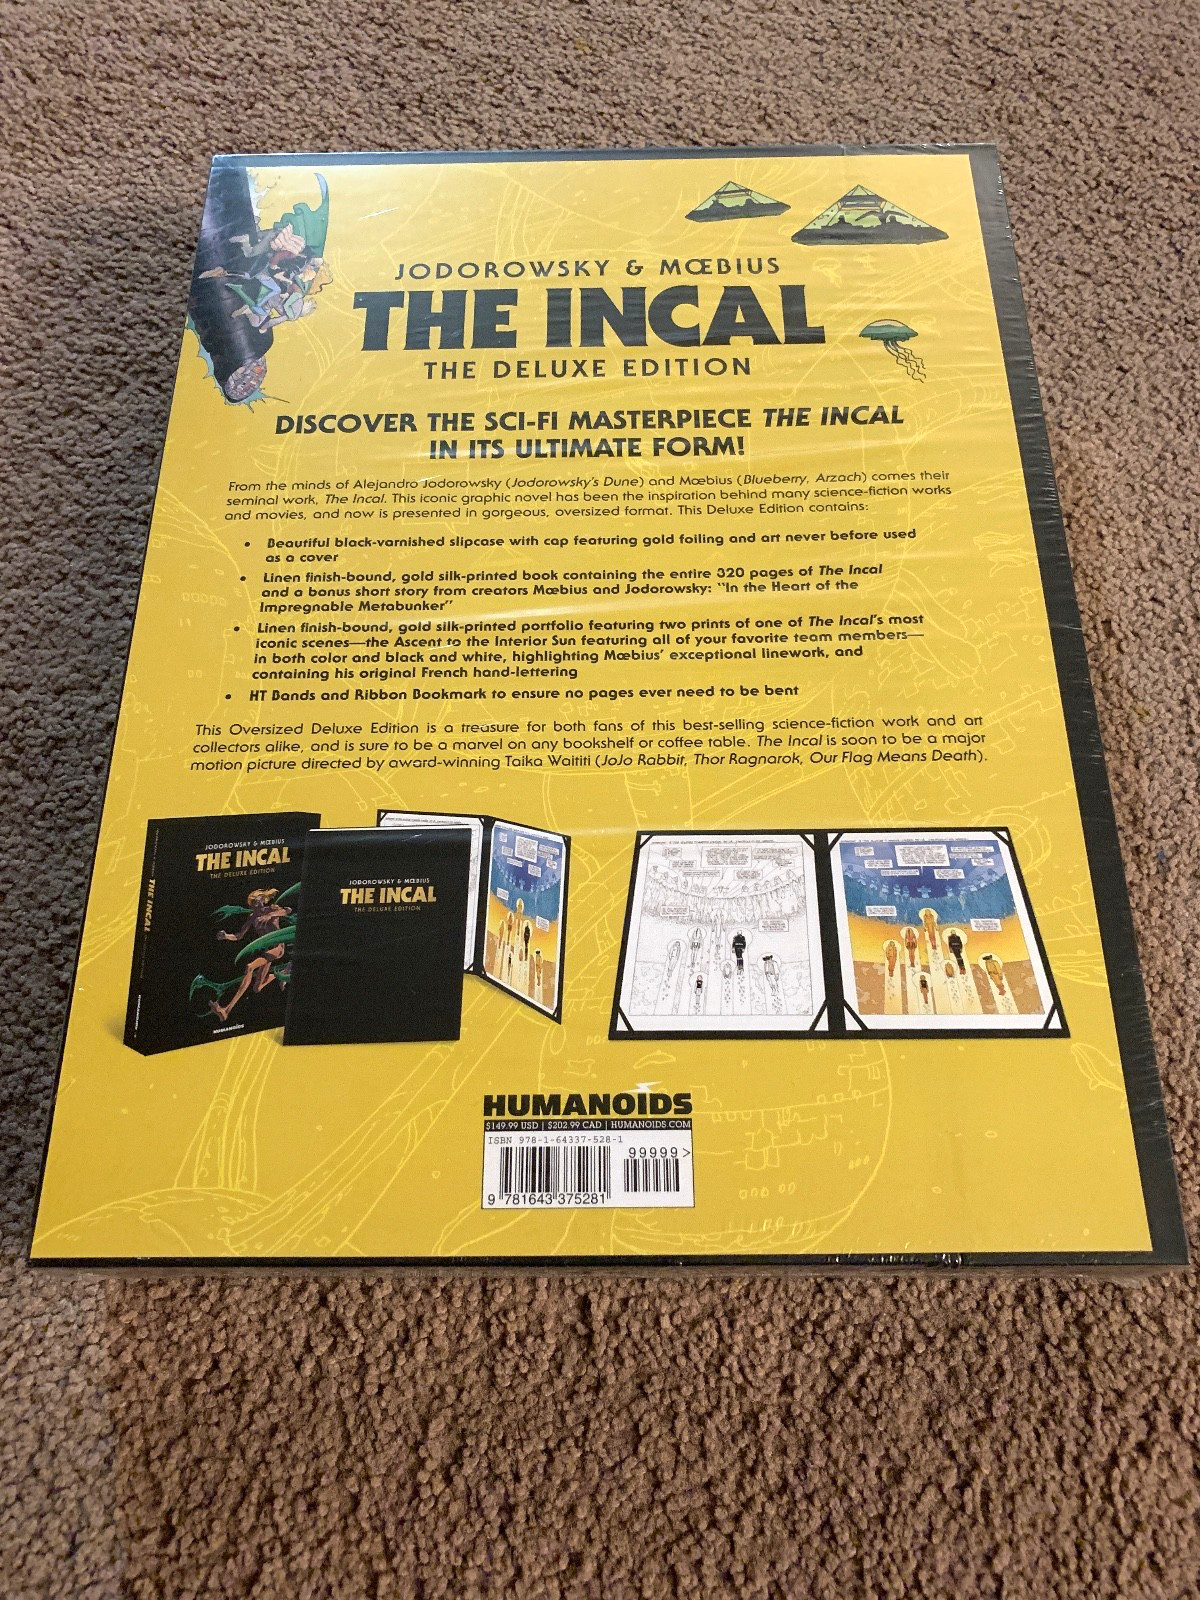 JODOROWSKY & MŒBIUS
THE INCAL
THE DELUXE EDITION
DISCOVER THE SCI-FI MASTERPIECE THE INCAL
IN ITS ULTIMATE FORM!
From the minds of Alejandro Jodorowsky (Jodorowsky's Dune) and Mœbius (Blueberry, Arzach) comes their
seminal work, The Incal. This iconic graphic novel has been the inspiration behind many science-fiction works
and movies, and now is presented in gorgeous, oversized format. This Deluxe Edition contains:
• Beautiful black-varnished slipcase with cap featuring gold foiling and art never before used
as a cover
• Linen finish-bound, gold silk-printed book containing the entire 320 pages of The Incal
and a bonus short story from creators Mœbius and Jodorowsky: "In the Heart of the
Impregnable Metabunker"
• Linen finish-bound, gold silk-printed portfolio featuring two prints of one of The Incal's most
iconic scenes—the Ascent to the Interior Sun featuring all of your favorite team members—
in both color and black and white, highlighting Mœbius' exceptional linework, and
containing his original French hand-lettering
• HT Bands and Ribbon Bookmark to ensure no pages ever need to be bent
This Oversized Deluxe Edition is a treasure for both fans of this best-selling science-fiction work and art
collectors alike, and is sure to be a marvel on any bookshelf or coffee table. The Incal is soon to be a major
motion picture directed by award-winning Taika Waititi (JoJo Rabbit, Thor Ragnarok, Our Flag Means Death).
JODOROWSKY & MŒBIUS
THE INCAL
THE DELUXE EDITION
THE INCAL
HUMANOIDS
JODOROWSKY & MŒBIUS
THE INCAL
THE DELUXE EDITION
HUMANOIDS
$149.99 USD | $202.99 CAD | HUMANOIDS.COM
ISBN 978-1-64337-528-1
99999 >
9 781643 375281